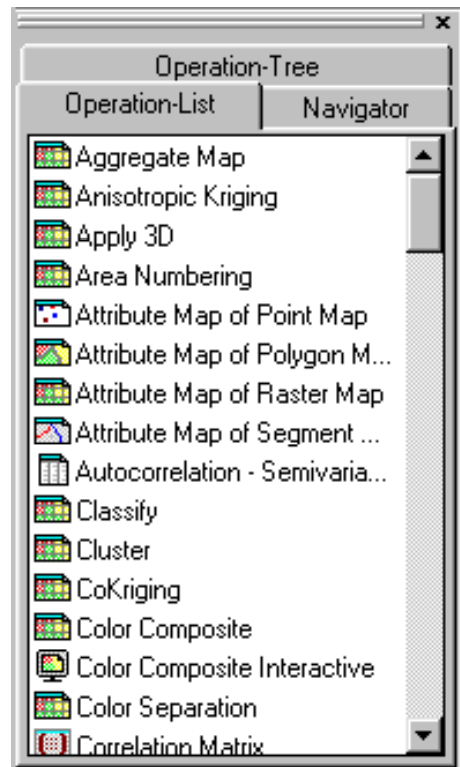 Operation-Tree
Operation-List Navigator
Aggregate Map
Anisotropic Kriging
Apply 3D
Area Numbering
Attribute Map of Point Map
Attribute Map of Polygon M...
Attribute Map of Raster Map
Attribute Map of Segment ...
Autocorrelation - Semivaria...
Classify
Cluster
CoKriging
Color Composite
Color Composite Interactive
Color Separation
Correlation Matrix